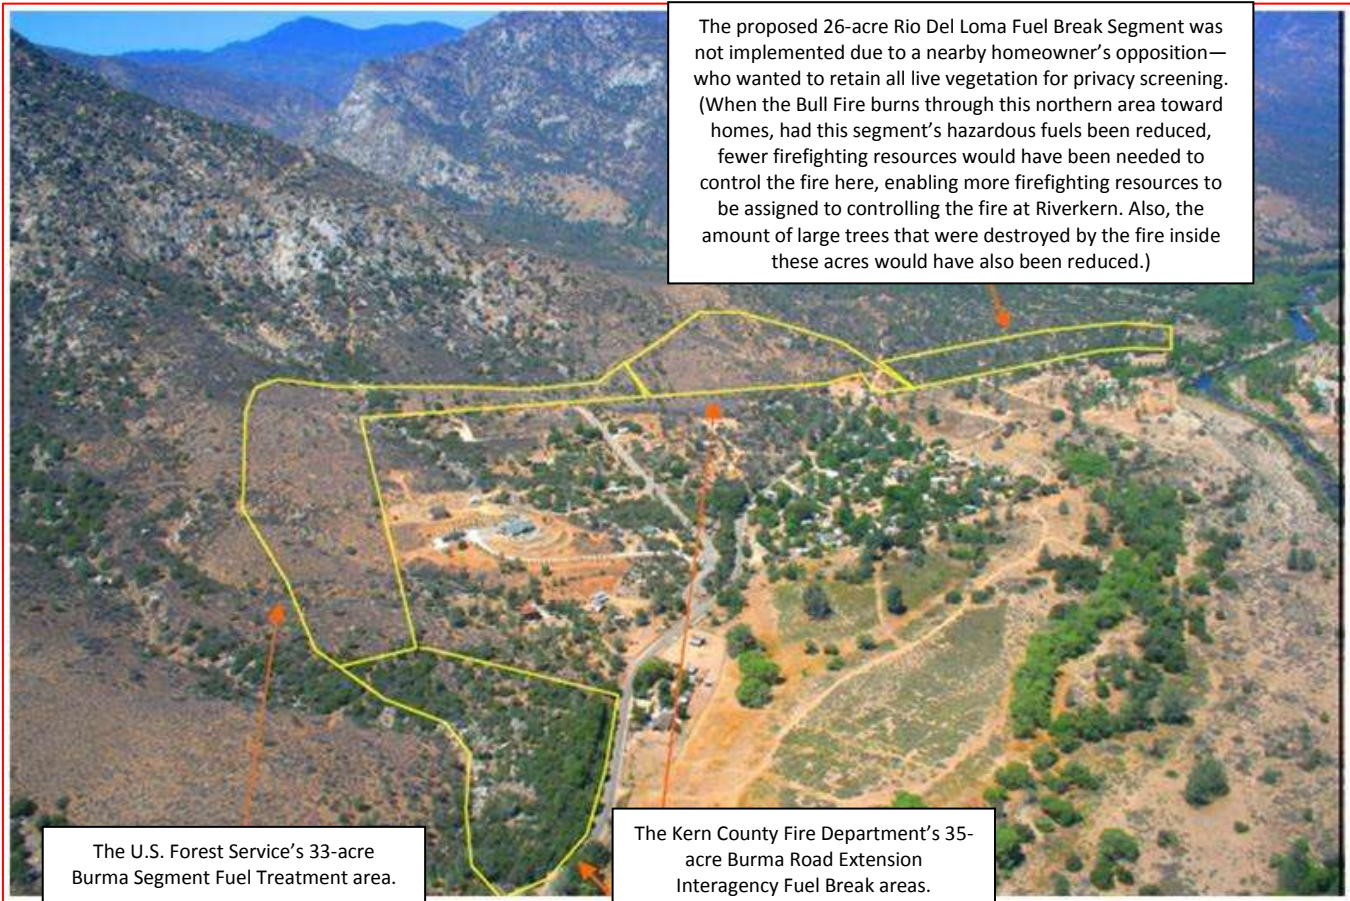 The proposed 26-acre Rio Del Loma Fuel Break Segment was
not implemented due to a nearby homeowner’s opposition—
who wanted to retain all live vegetation for privacy screening.
(When the Bull Fire burns through this northern area toward
homes, had this segment’s hazardous fuels been reduced,
fewer firefighting resources would have been needed to
control the fire here, enabling more firefighting resources to
be assigned to controlling the fire at Riverkern. Also, the
amount of large trees that were destroyed by the fire inside
these acres would have also been reduced.)
The U.S. Forest Service’s 33-acre
Burma Segment Fuel Treatment area.
The Kern County Fire Department’s 35-
acre Burma Road Extension
Interagency Fuel Break areas.